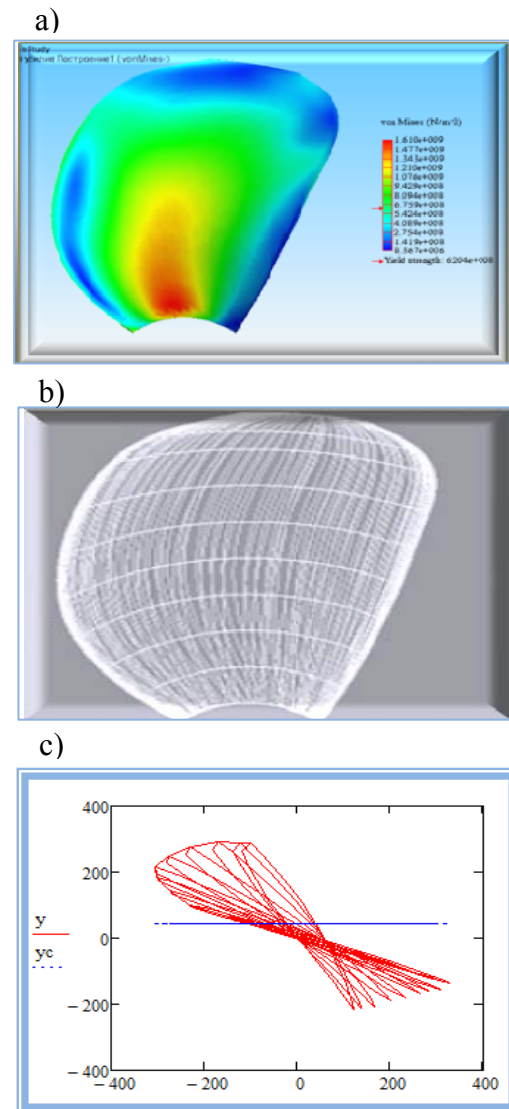 a)
Study
Построение1 (-vonMises-)
von Mises (N/m^2)
1.610e+009
1.477e+009
1.343e+009
1.210e+009
1.076e+009
9.429e+008
8.094e+008
6.759e+008
5.424e+008
4.089e+008
2.754e+008
1.419e+008
8.367e+006
Yield strength: 6.204e+008
b)
c)
400
200
0
−200
−400
y
yc
−400
−200
0
200
400